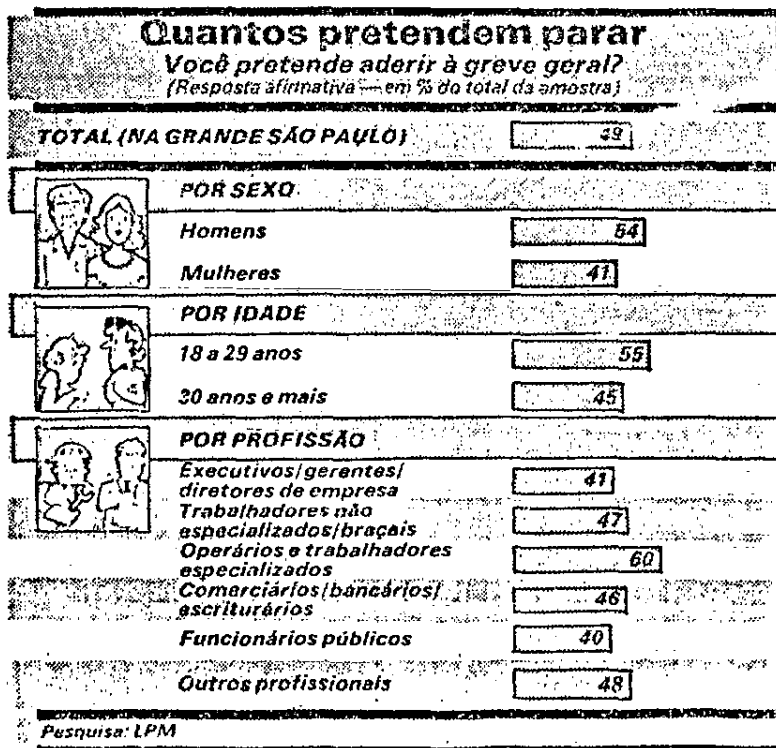 Quantos pretendem parar
Você pretende aderir à greve geral?
(Resposta afirmativa — em % do total da amostra)
TOTAL (NA GRANDE SÃO PAULO) 49
POR SEXO
Homens 54
Mulheres 41
POR IDADE
18 a 29 anos 55
30 anos e mais 45
POR PROFISSÃO
Executivos/gerentes/
diretores de empresa 41
Trabalhadores não
especializados/braçais 47
Operários e trabalhadores
especializados 60
Comerciários/bancários/
escriturários 46
Funcionários públicos 40
Outros profissionais 48
Pesquisa: LPM